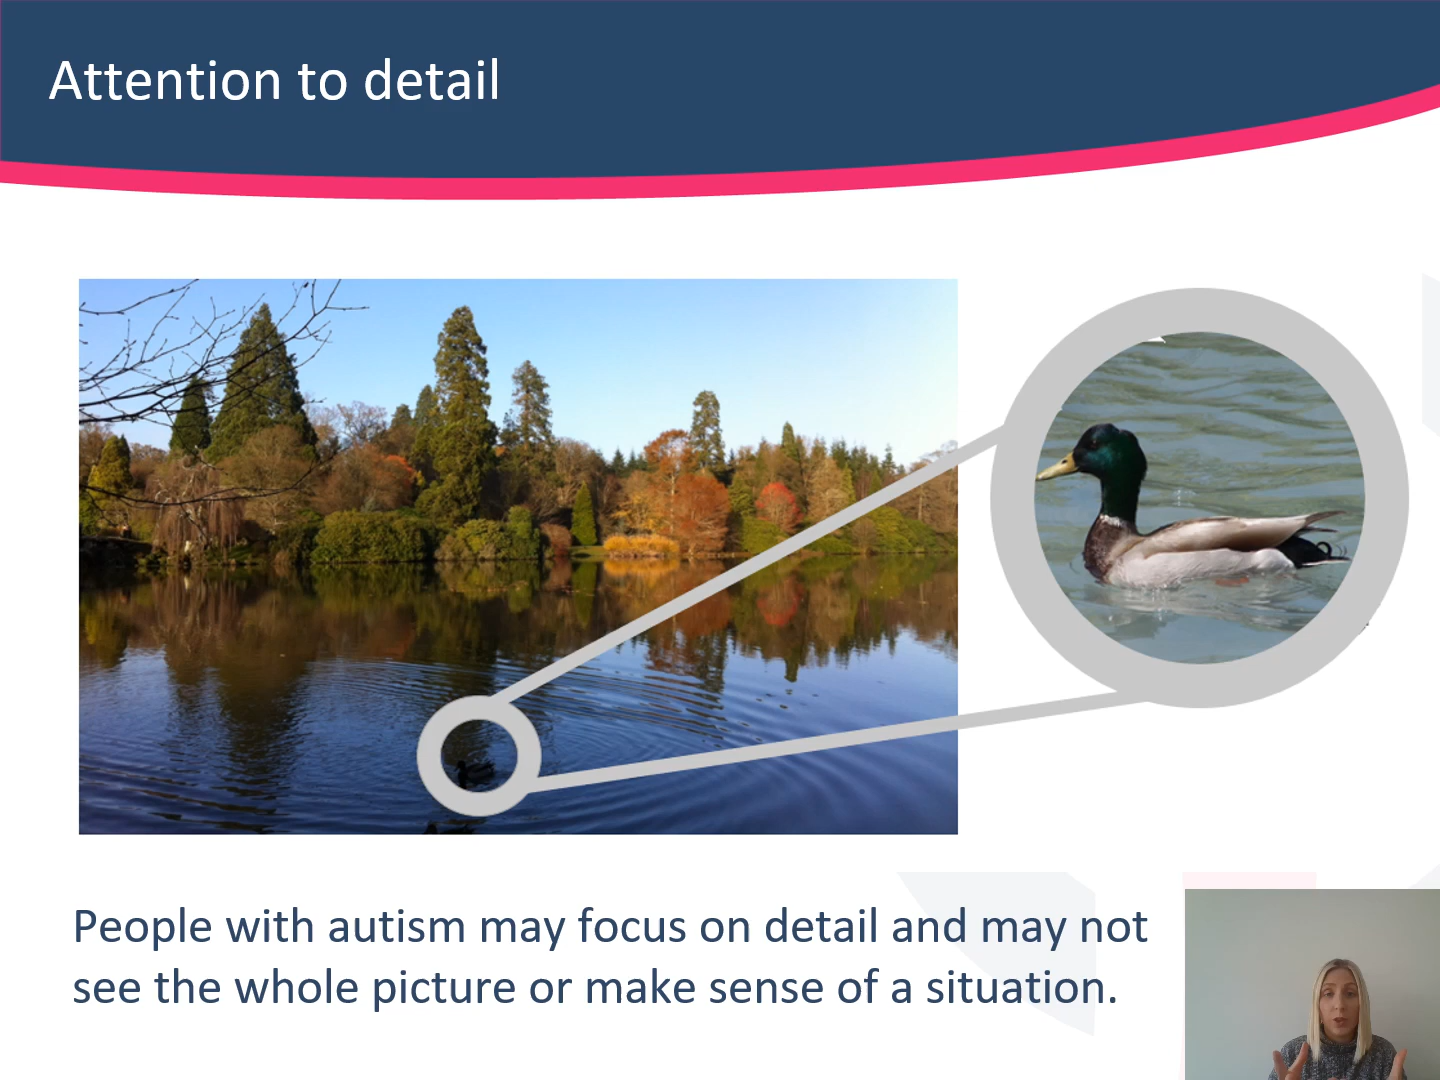 Attention to detail
People with autism may focus on detail and may not
see the whole picture or make sense of a situation.